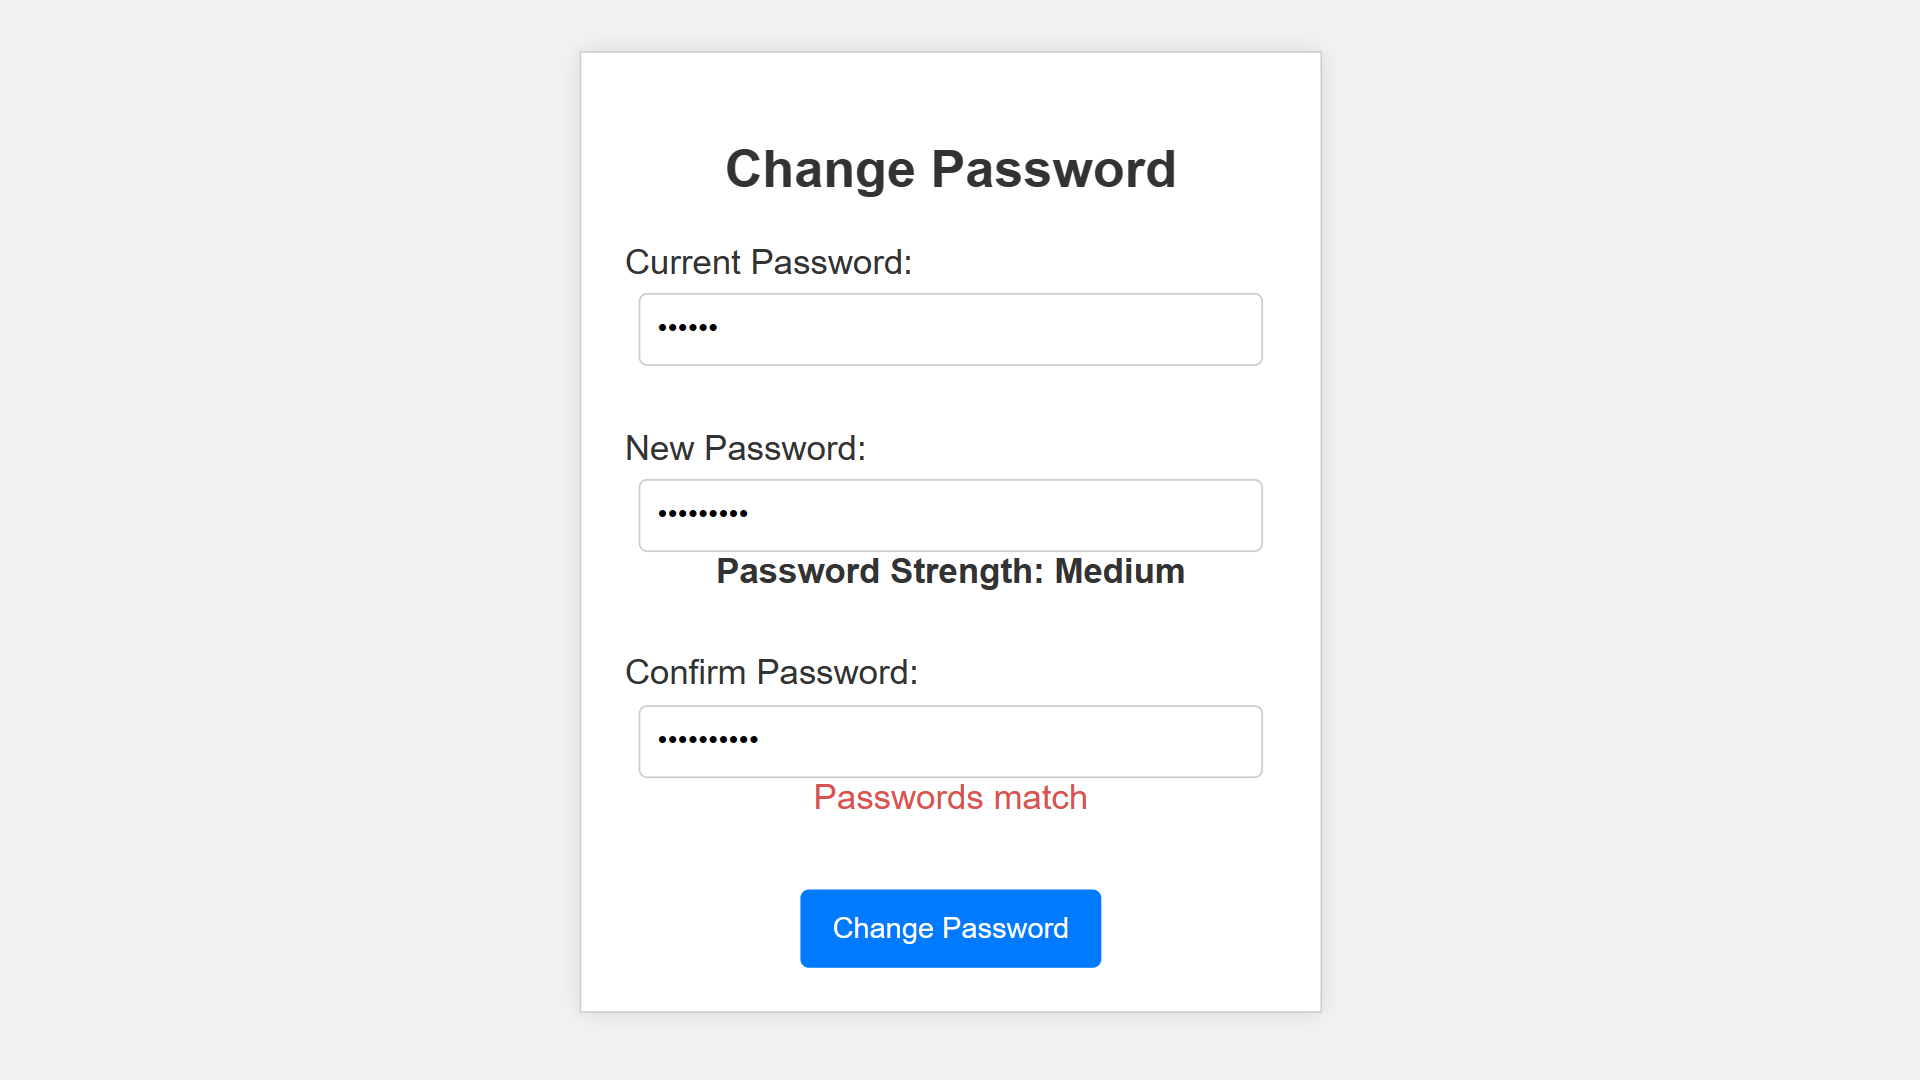 Change Password
Current Password:
••••••
New Password:
•••••••••
Password Strength: Medium
Confirm Password:
••••••••••
Passwords match
Change Password